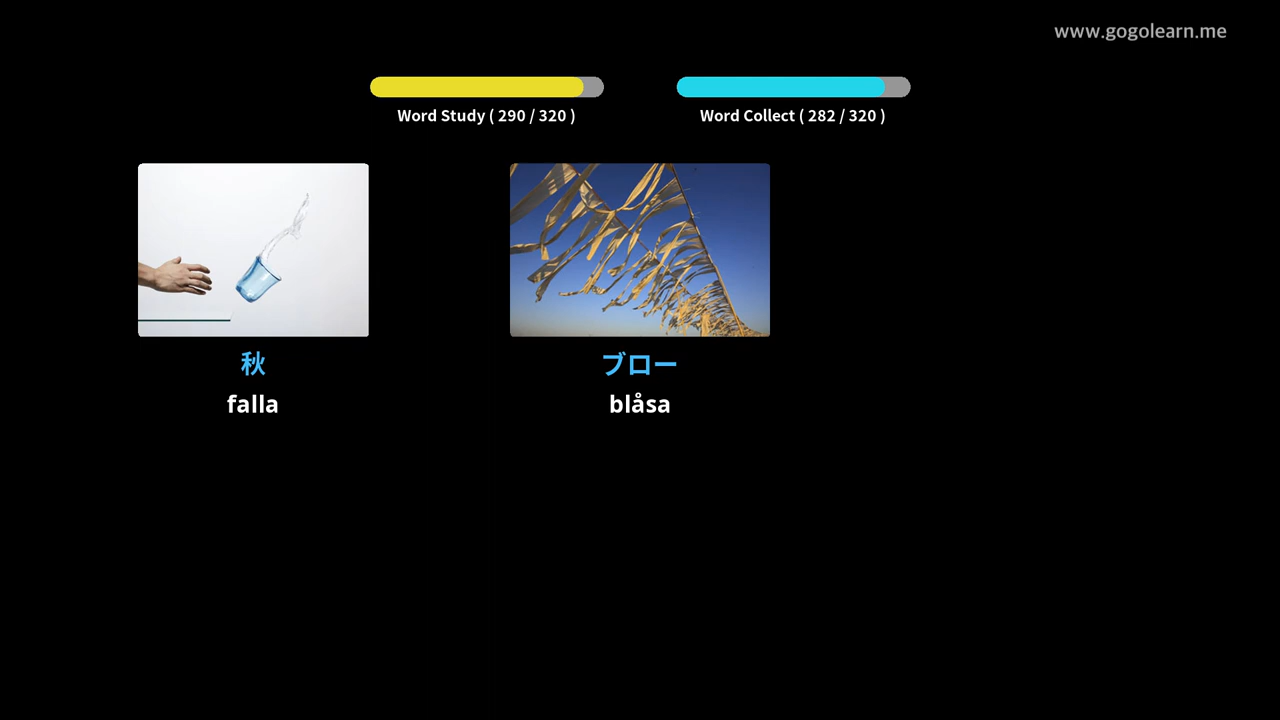 www.gogolearn.me
Word Study ( 290 / 320 )
Word Collect ( 282 / 320 )
秋
falla
ブロー
blåsa